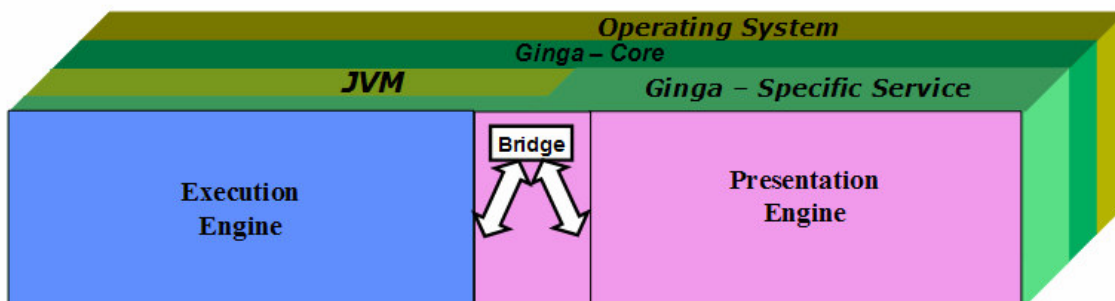 Operating System
Ginga – Core
JVM
Ginga – Specific Service
Bridge
Execution
Engine
Presentation
Engine